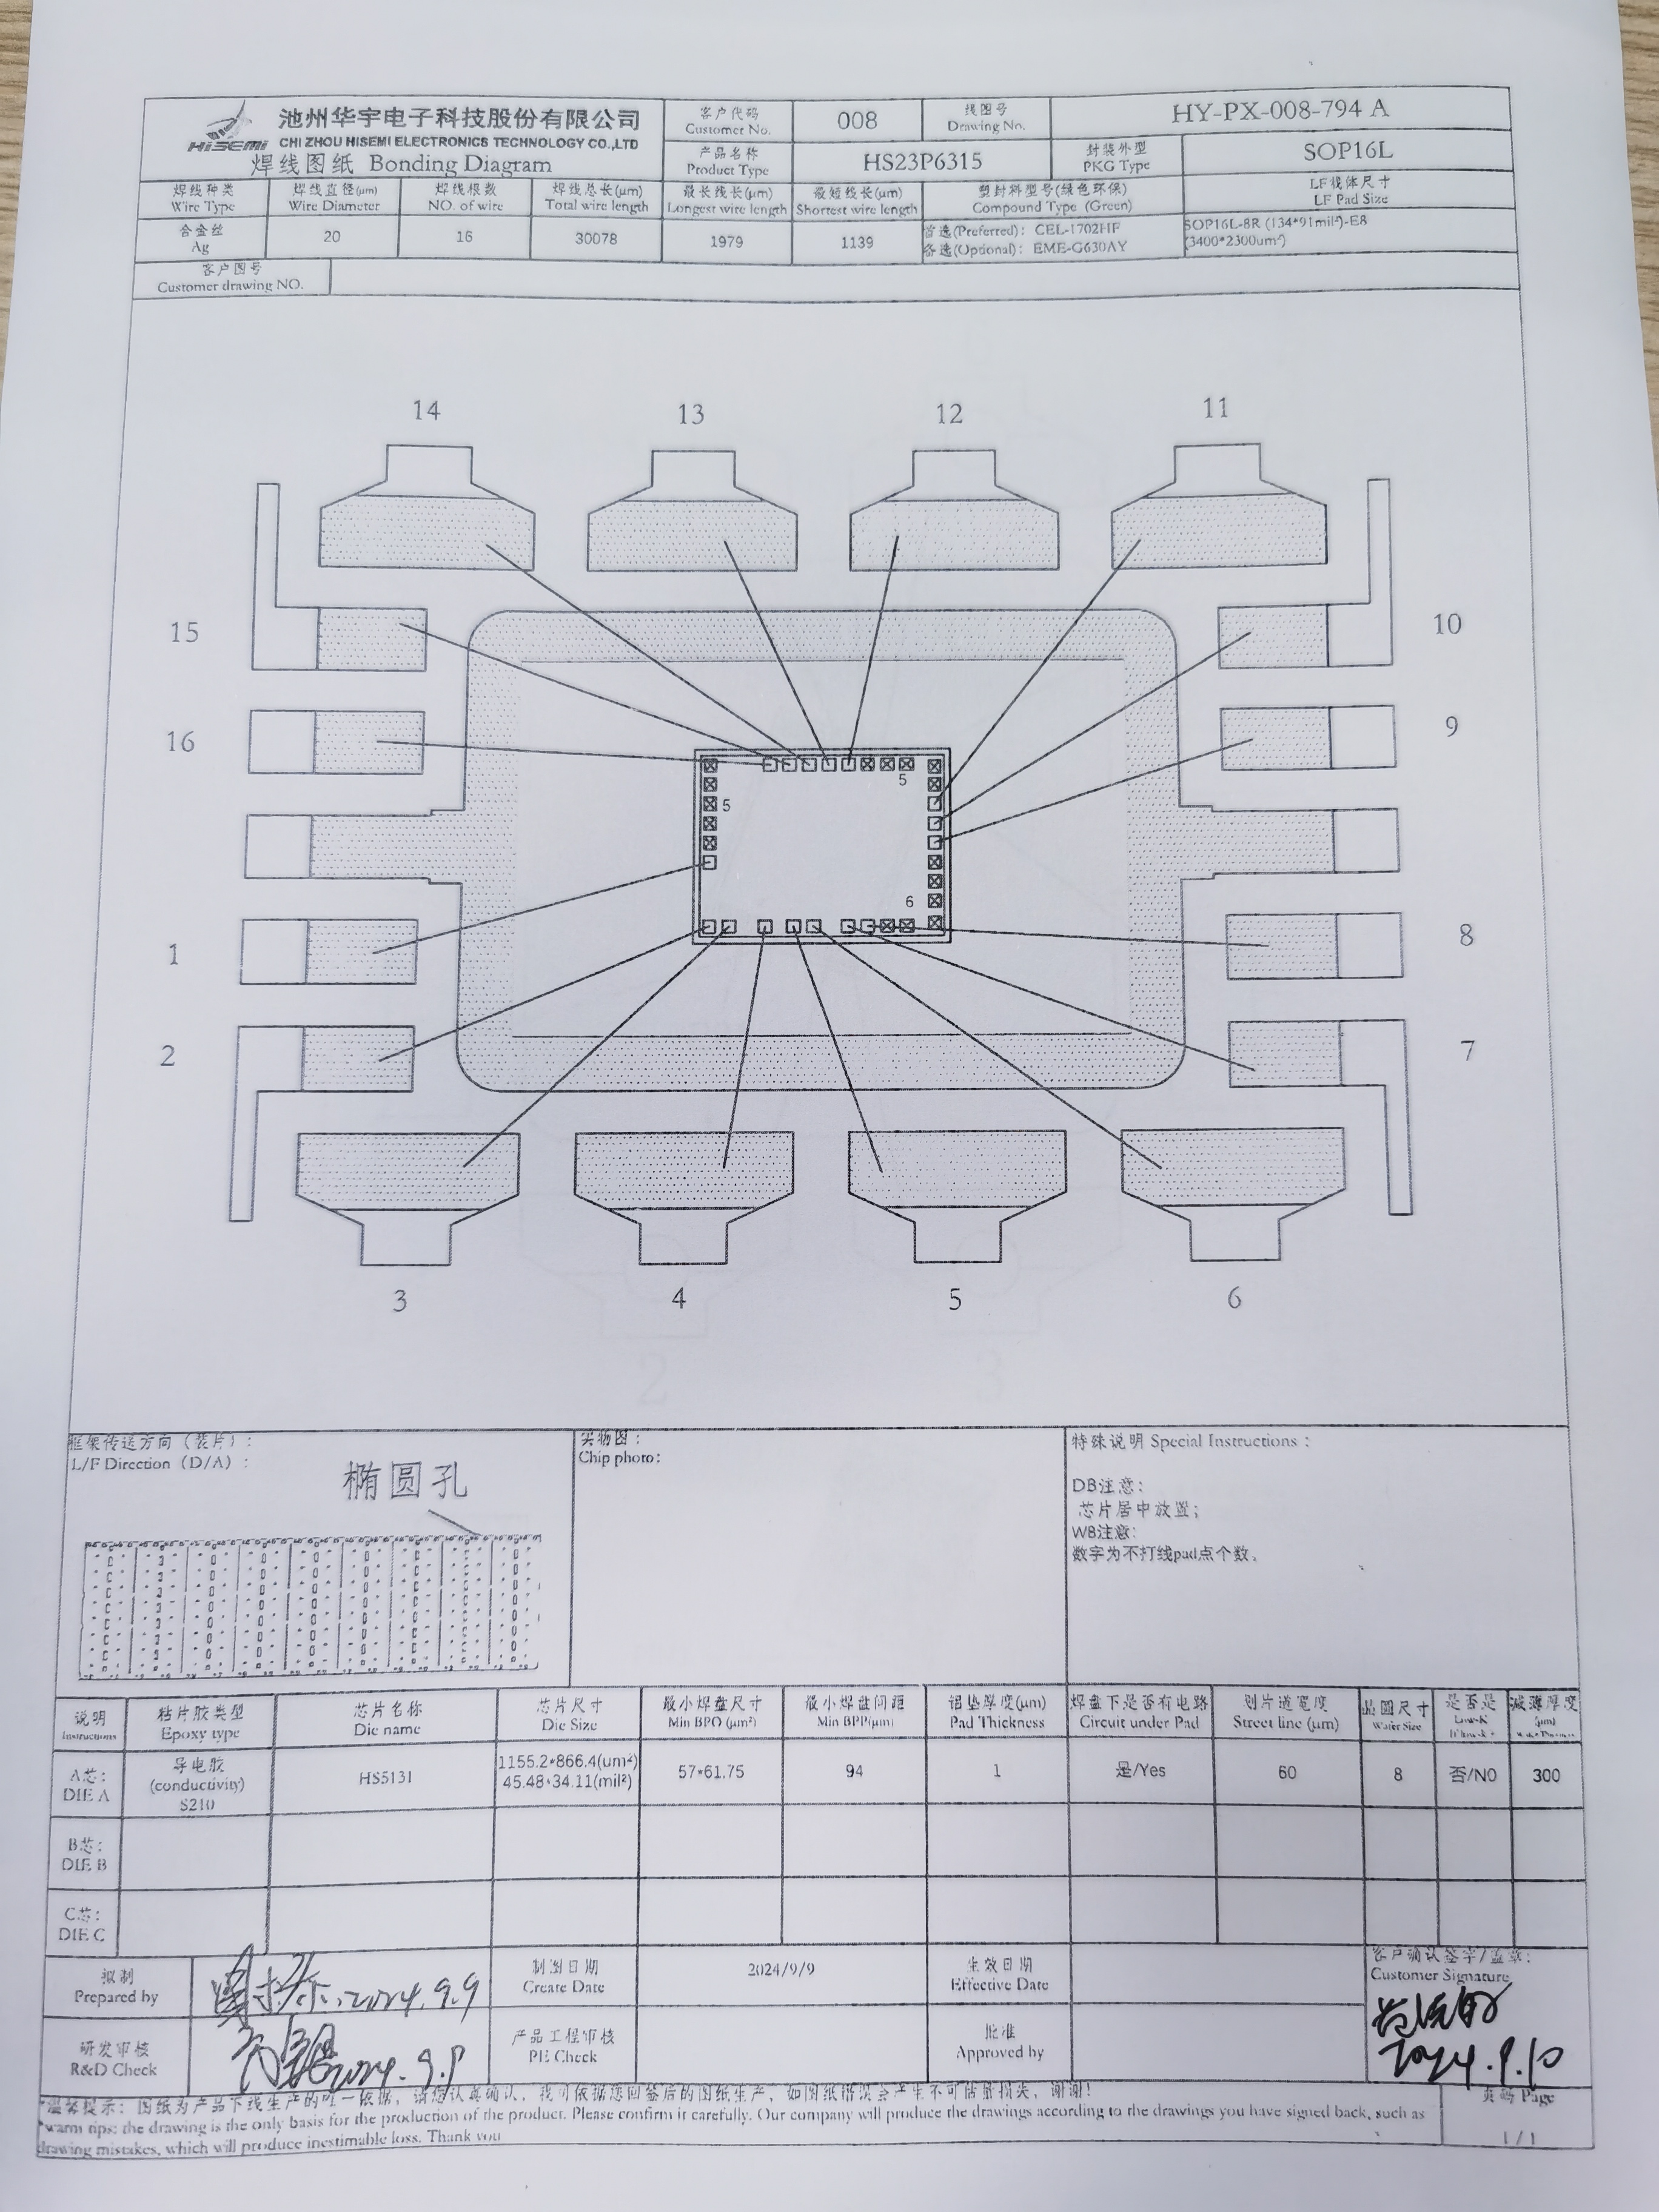 池州华宇电子科技股份有限公司
HISEMI
CHI ZHOU HISEMI ELECTRONICS TECHNOLOGY CO.,LTD
焊线图纸 Bonding Diagram
客户代码
Customer No.
008
线图号
Drawing No.
HY-PX-008-794 A
产品名称
Product Type
HS23P6315
封装外型
PKG Type
SOP16L
焊线种类
Wire Type
焊线直径(μm)
Wire Diameter
焊线根数
NO. of wire
焊线总长(μm)
Total wire length
最长线长(μm)
Longest wire length
最短线长(μm)
Shortest wire length
塑封料型号(绿色环保)
Compound Type (Green)
LF载体尺寸
LF Pad Size
合金丝
Ag
20
16
30078
1979
1139
首选(Preferred): CEL-1702HF
备选(Optional): EME-G630AY
SOP16L-8R (134*91mil²)-E8
(3400*2300um²)
客户图号
Customer drawing NO.
14
13
12
11
15
10
16
9
5
5
6
1
8
2
7
3
4
5
6
框架传送方向（装片）:
L/F Direction (D/A) :
椭圆孔
实物图:
Chip photo:
特殊说明 Special Instructions :
DB注意:
芯片居中放置;
WB注意:
数字为不打线pad点个数。
说明
Instructions
粘片胶类型
Epoxy type
芯片名称
Die name
芯片尺寸
Die Size
最小焊盘尺寸
Min BPO (μm²)
最小焊盘间距
Min BPP(μm)
铝垫厚度(μm)
Pad Thickness
焊盘下是否有电路
Circuit under Pad
划片道宽度
Street line (μm)
晶圆尺寸
Wafer Size
是否是
Low-K
减薄厚度
(μm)
A芯:
DIE A
导电胶
(conductivity)
S210
HS5131
1155.2*866.4(um²)
45.48*34.11(mil²)
57*61.75
94
1
是/Yes
60
8
否/NO
300
B芯:
DIE B
C芯:
DIE C
拟制
Prepared by
2024.9.9
制图日期
Create Date
2024/9/9
生效日期
Effective Date
客户确认签字/盖章:
Customer Signature
研发审核
R&D Check
2024.9.9
产品工程审核
PE Check
批准
Approved by
2024.9.10
*温馨提示: 图纸为产品下线生产的唯一依据, 请您认真确认, 我司依据您回签后的图纸生产, 如图纸错误会产生不可估量损失, 谢谢!
*warm tips: the drawing is the only basis for the production of the product. Please confirm it carefully. Our company will produce the drawings according to the drawings you have signed back, such as
drawing mistakes, which will produce inestimable loss. Thank you
页码 Page
1 / 1